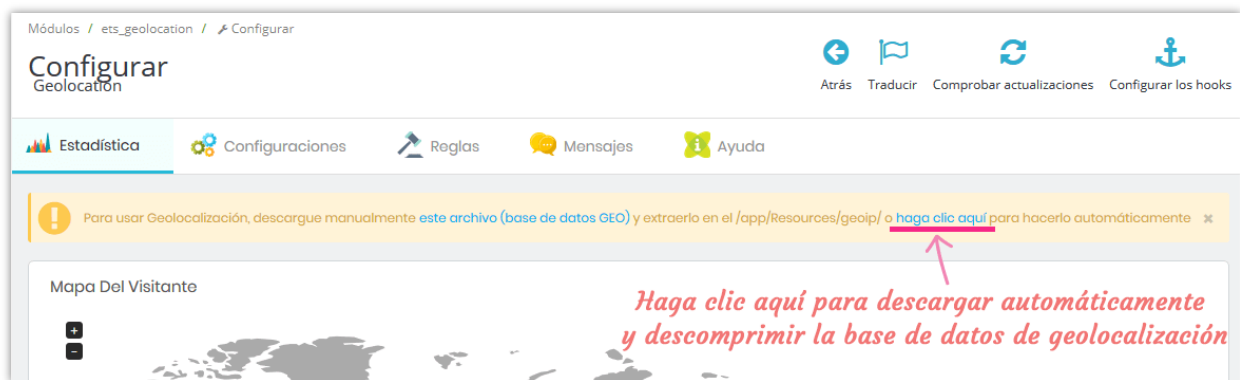 Módulos / ets_geolocation / Configurar
Configurar
Geolocation
Atrás Traducir Comprobar actualizaciones Configurar los hooks
Estadística Configuraciones Reglas Mensajes Ayuda
Para usar Geolocalización, descargue manualmente este archivo (base de datos GEO) y extraerlo en el /app/Resources/geoip/ o haga clic aquí para hacerlo automáticamente ×
Mapa Del Visitante
Haga clic aquí para descargar automáticamente
y descomprimir la base de datos de geolocalización
+
-